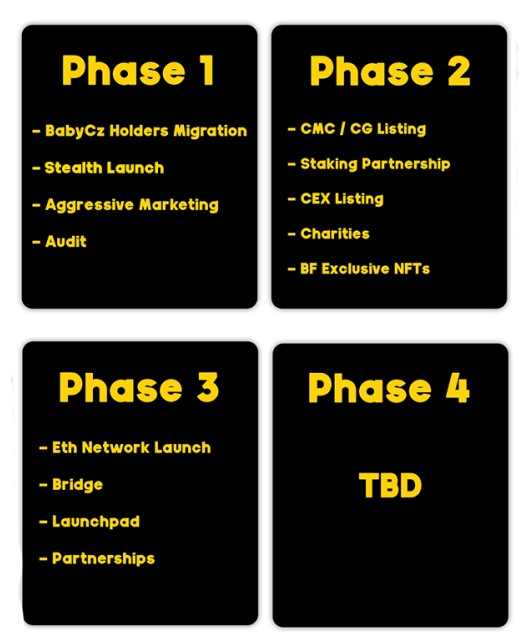 Phase 1
- BabyCz Holders Migration
- Stealth Launch
- Aggressive Marketing
- Audit
Phase 2
- CMC / CG Listing
- Staking Partnership
- CEX Listing
- Charities
- BF Exclusive NFTs
Phase 3
- Eth Network Launch
- Bridge
- Launchpad
- Partnerships
Phase 4
TBD